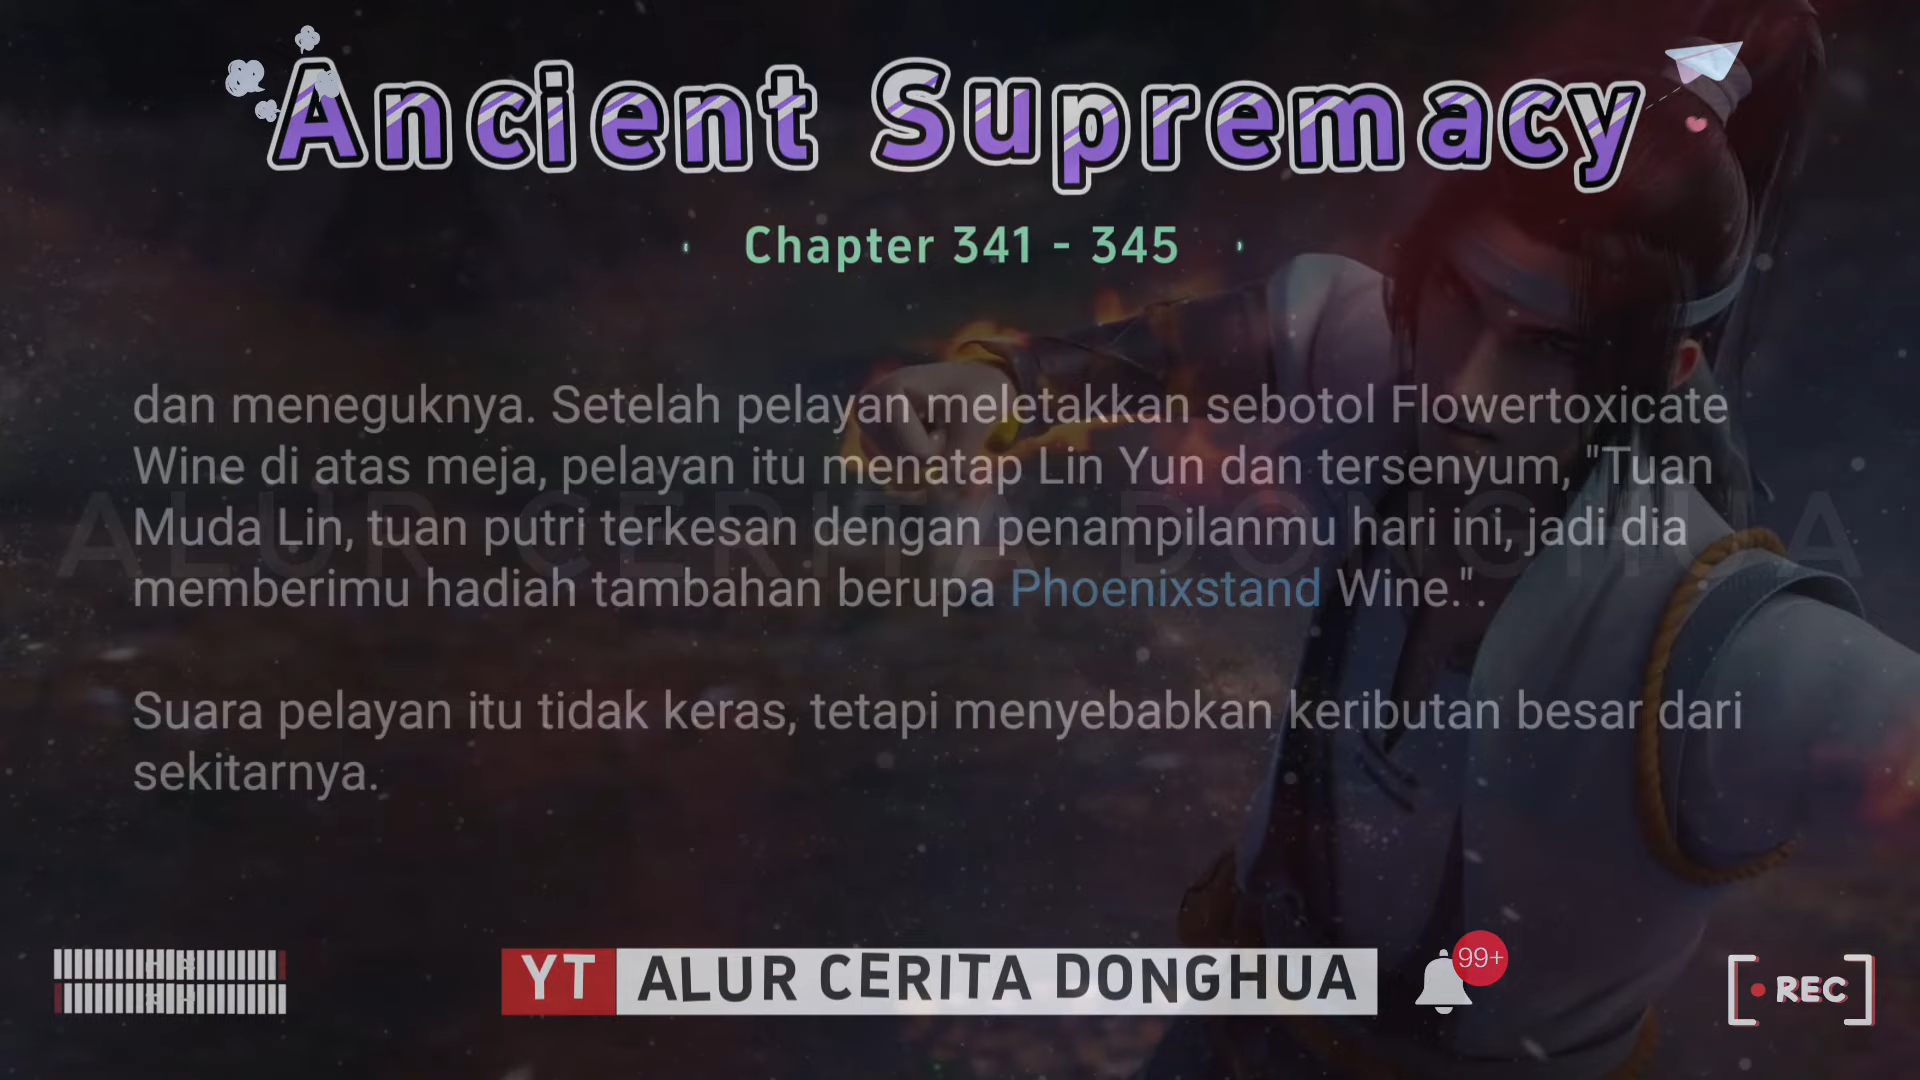 Ancient Supremacy
Chapter 341 - 345
dan meneguknya. Setelah pelayan meletakkan sebotol Flowertoxicate
Wine di atas meja, pelayan itu menatap Lin Yun dan tersenyum, "Tuan
Muda Lin, tuan putri terkesan dengan penampilanmu hari ini, jadi dia
memberimu hadiah tambahan berupa Phoenixstand Wine.".
ALUR CERITA DONGHUA
Suara pelayan itu tidak keras, tetapi menyebabkan keributan besar dari
sekitarnya.
YT ALUR CERITA DONGHUA
99+
REC